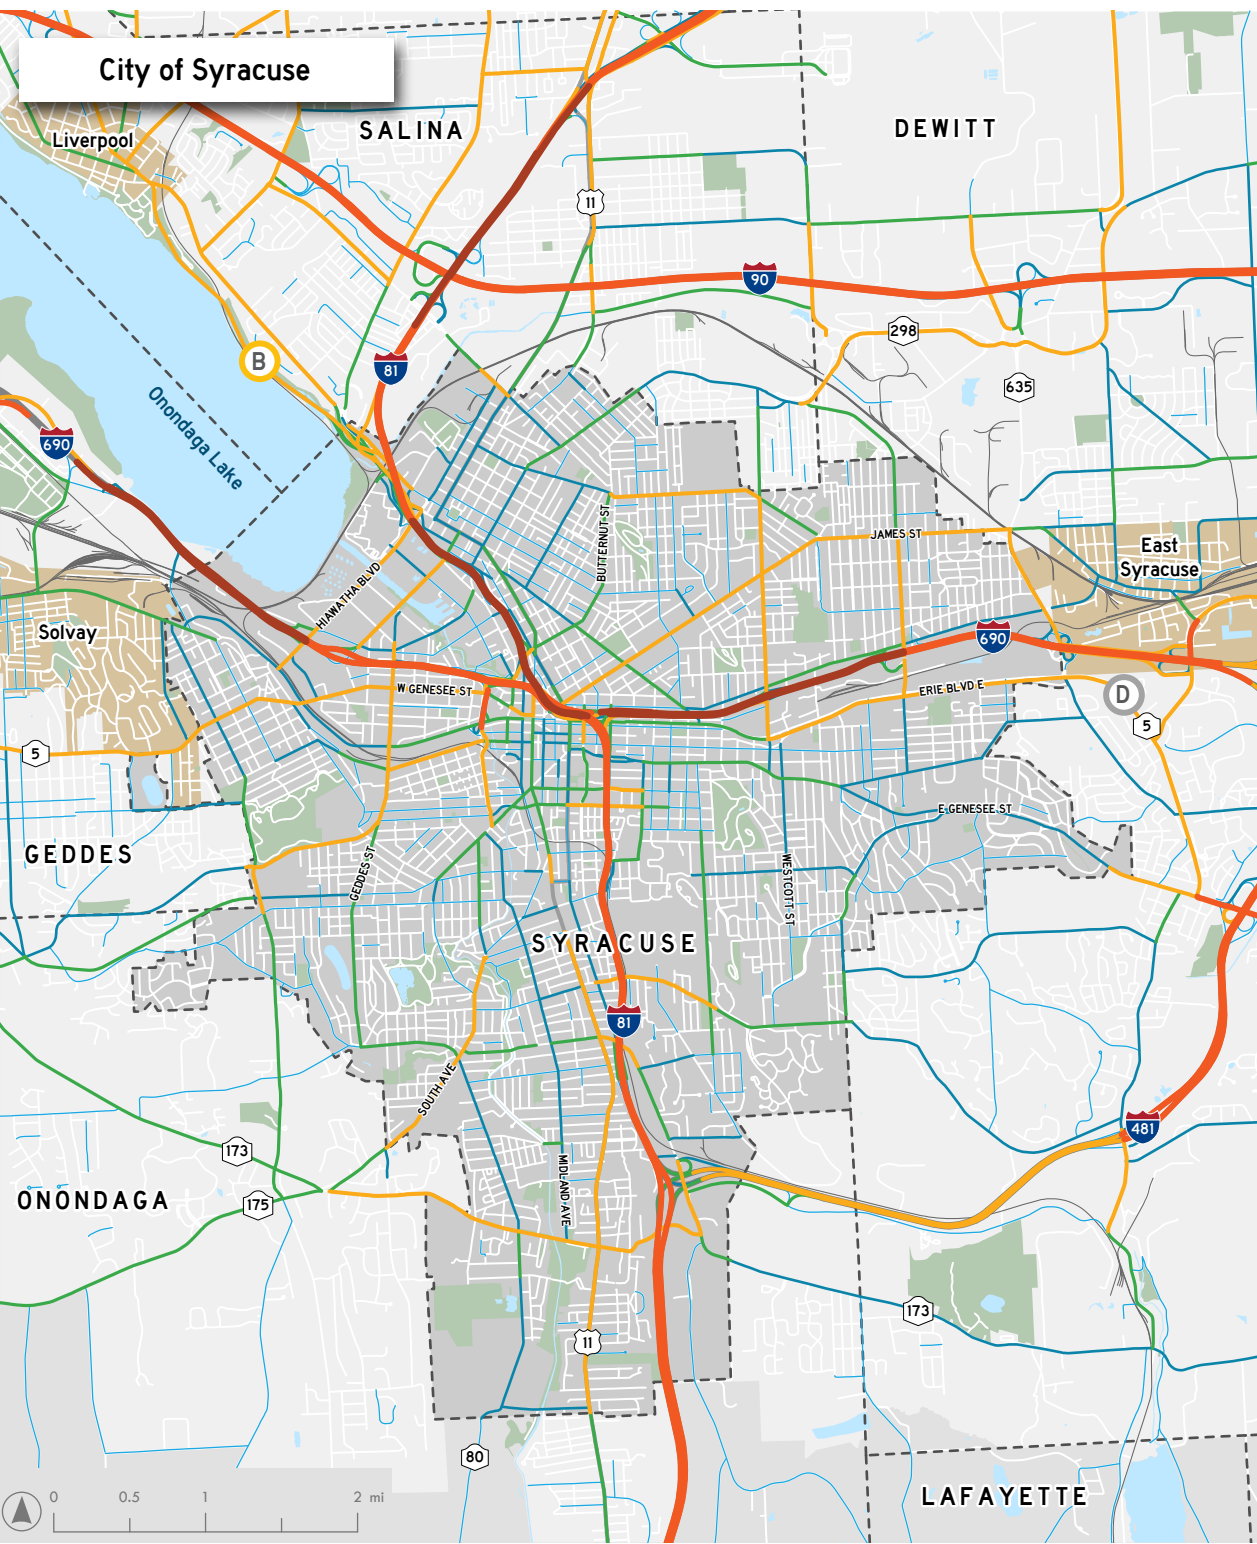 City of Syracuse
SALINA
DEWITT
Liverpool
11
90
B
298
81
635
Onondaga Lake
690
BUTTERNUT ST
JAMES ST
East
Syracuse
HIAWATHA BLVD
Solvay
690
W GENESEE ST
ERIE BLVD E
D
5
5
E GENESEE ST
GEDDES
GEDDES ST
WESTCOTT ST
SYRACUSE
81
SOUTH AVE
481
173
MIDLAND AVE
ONONDAGA
175
173
11
80
LAFAYETTE
0 0.5 1 2 mi